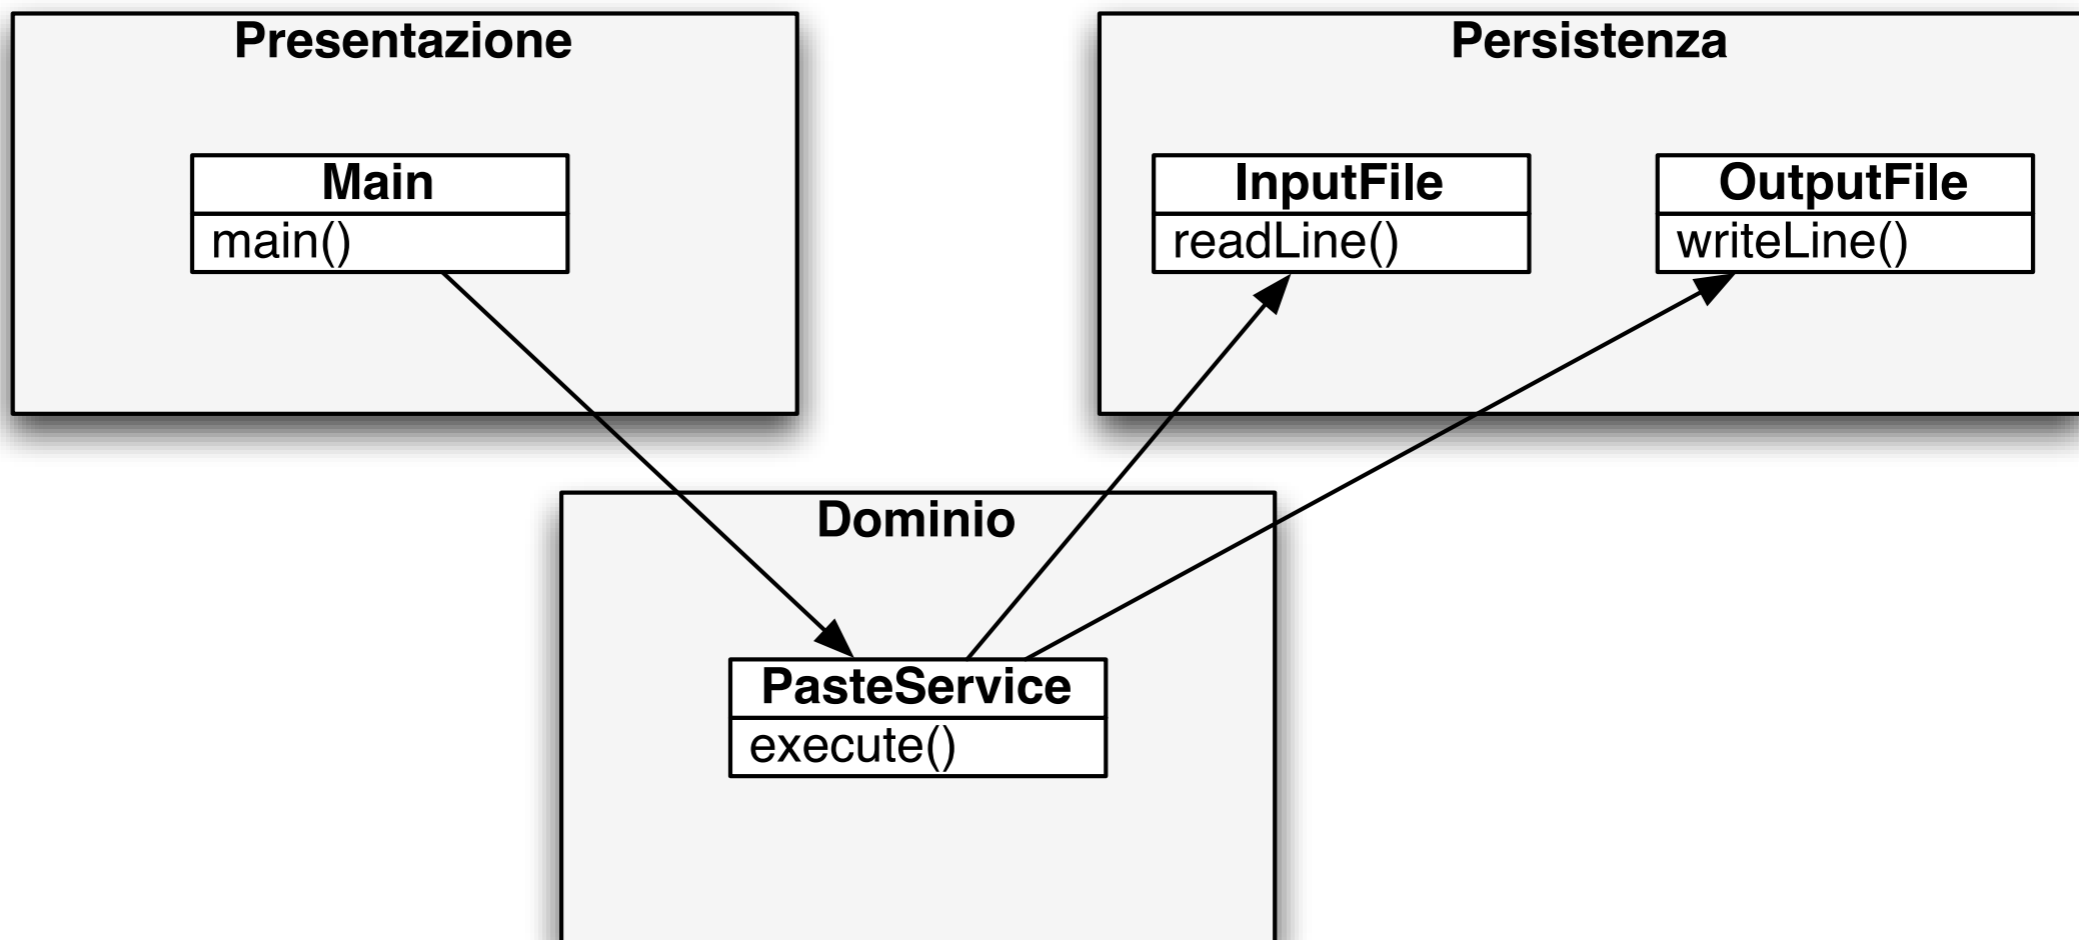 Presentazione
Main
main()
Persistenza
InputFile
readLine()
OutputFile
writeLine()
Dominio
PasteService
execute()